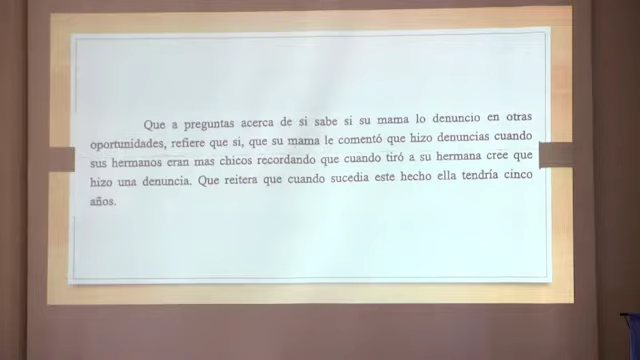 Que a preguntas acerca de si sabe si su mama lo denuncio en otras
oportunidades, refiere que si, que su mama le comentó que hizo denuncias cuando
sus hermanos eran mas chicos recordando que cuando tiró a su hermana cree que
hizo una denuncia. Que reitera que cuando sucedia este hecho ella tendría cinco
años.